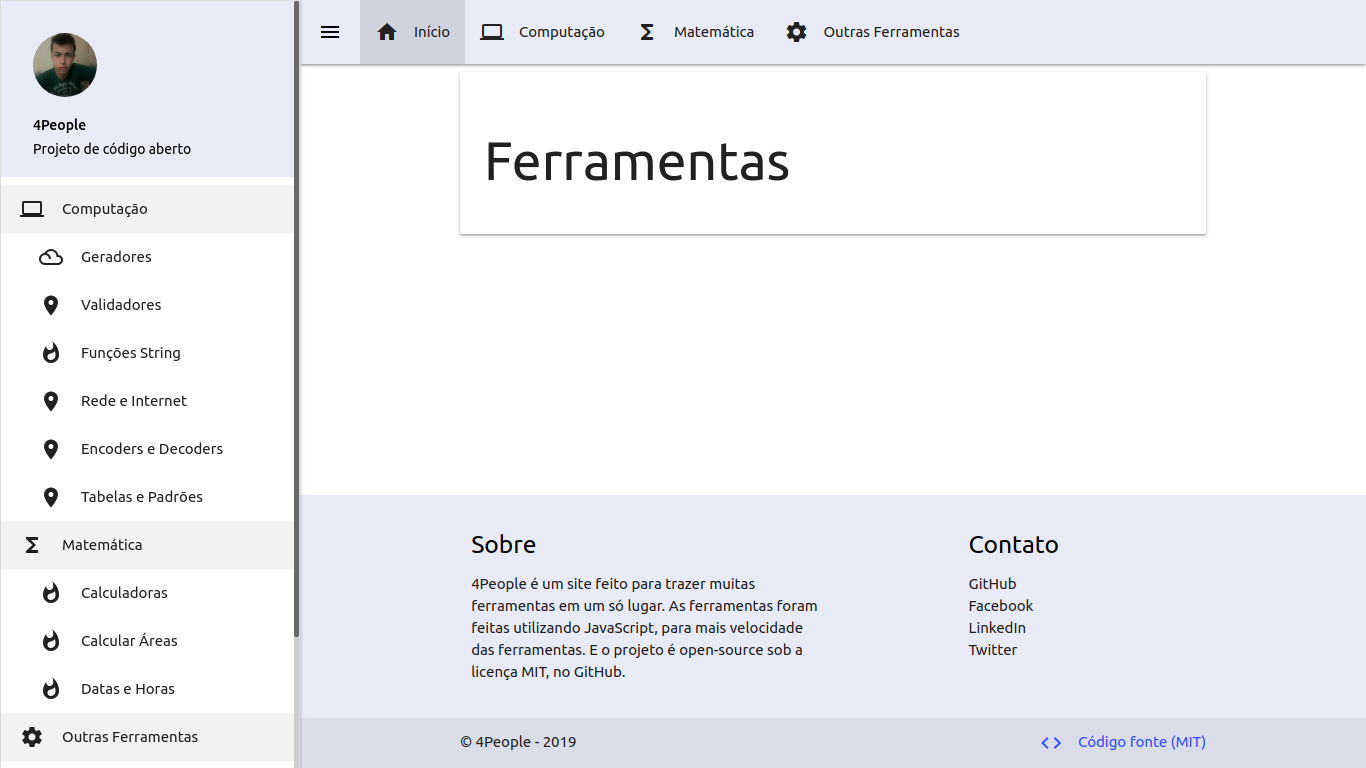 4People
Projeto de código aberto
Computação
Geradores
Validadores
Funções String
Rede e Internet
Encoders e Decoders
Tabelas e Padrões
Matemática
Calculadoras
Calcular Áreas
Datas e Horas
Outras Ferramentas
Início
Computação
Matemática
Outras Ferramentas
Ferramentas
Sobre
4People é um site feito para trazer muitas
ferramentas em um só lugar. As ferramentas foram
feitas utilizando JavaScript, para mais velocidade
das ferramentas. E o projeto é open-source sob a
licença MIT, no GitHub.
Contato
GitHub
Facebook
LinkedIn
Twitter
© 4People - 2019
Código fonte (MIT)